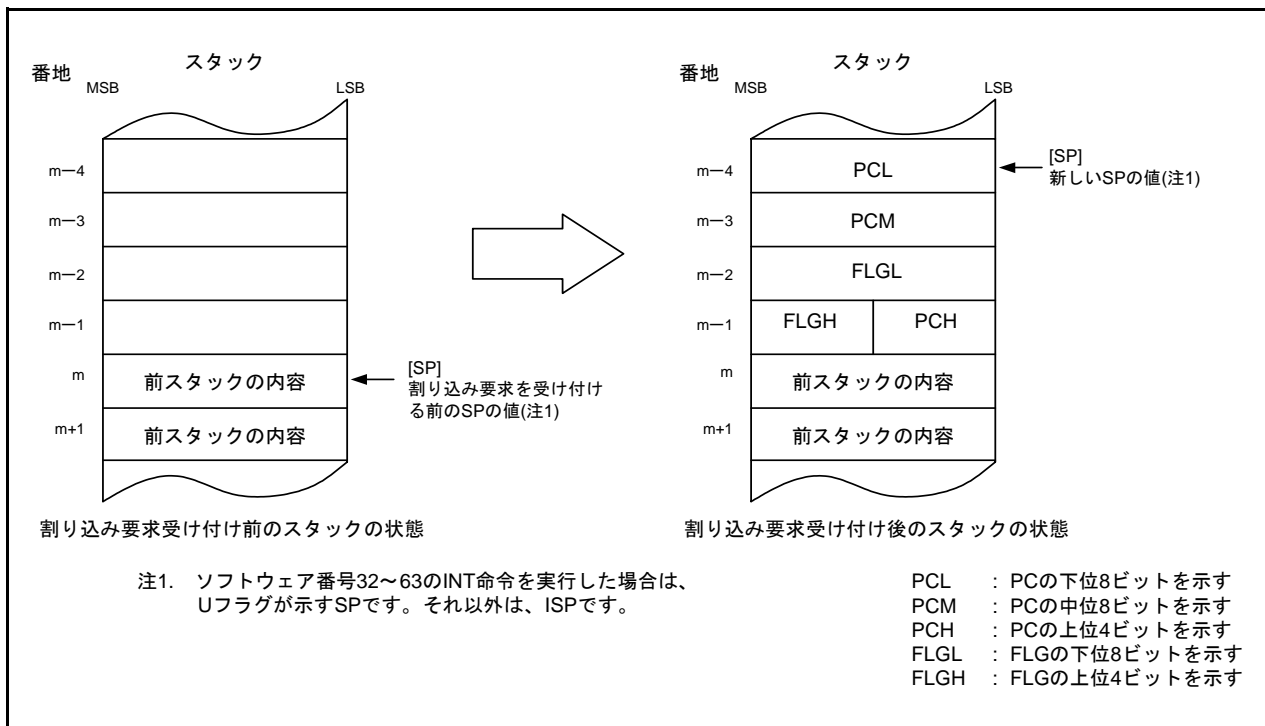 スタック
番地
MSB
LSB
m—4
m—3
m—2
m—1
m
前スタックの内容
m+1
前スタックの内容
[SP]
割り込み要求を受け付け
る前のSPの値(注1)
割り込み要求受け付け前のスタックの状態
スタック
番地
MSB
LSB
m—4
PCL
m—3
PCM
m—2
FLGL
m—1
FLGH
PCH
m
前スタックの内容
m+1
前スタックの内容
[SP]
新しいSPの値(注1)
割り込み要求受け付け後のスタックの状態
注1. ソフトウェア番号32～63のINT命令を実行した場合は、
Uフラグが示すSPです。それ以外は、ISPです。
PCL : PCの下位8ビットを示す
PCM : PCの中位8ビットを示す
PCH : PCの上位4ビットを示す
FLGL : FLGの下位8ビットを示す
FLGH : FLGの上位4ビットを示す